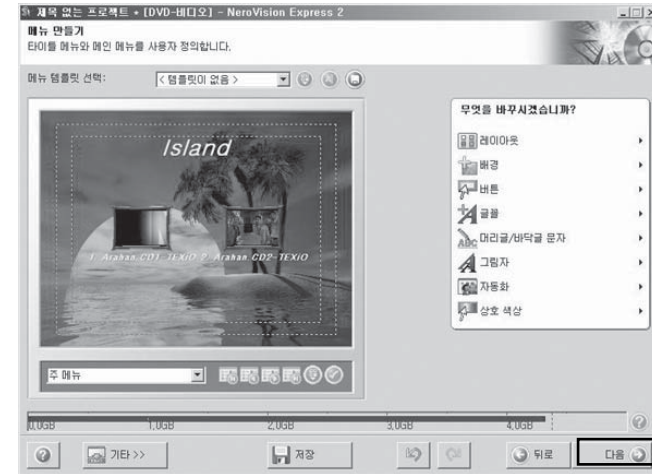 제목 없는 프로젝트 • [DVD-비디오] - NeroVision Express 2
메뉴 만들기
타이틀 메뉴와 메인 메뉴를 사용자 정의합니다.
메뉴 템플릿 선택:
< 템플릿이 없음 >
무엇을 바꾸시겠습니까?
레이아웃
배경
버튼
글꼴
머리글/바닥글 문자
그림자
자동화
상호 색상
Island
1. Arahan.CD1-TEXiO 2. Arahan.CD2-TEXiO
주 메뉴
0,0GB 1,0GB 2,0GB 3,0GB 4,0GB
기타 >>
저장
뒤로
다음